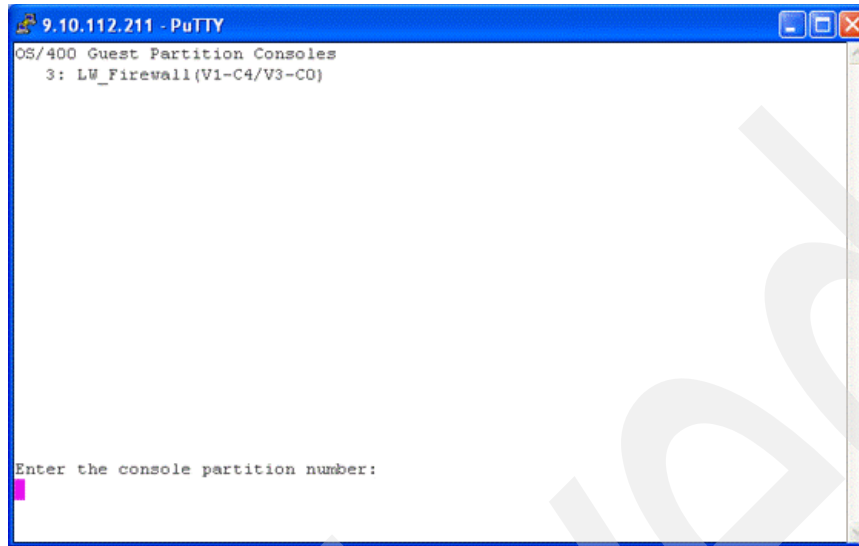 9.10.112.211 - PuTTY
OS/400 Guest Partition Consoles
3: LW_Firewall(V1-C4/V3-C0)
Enter the console partition number: